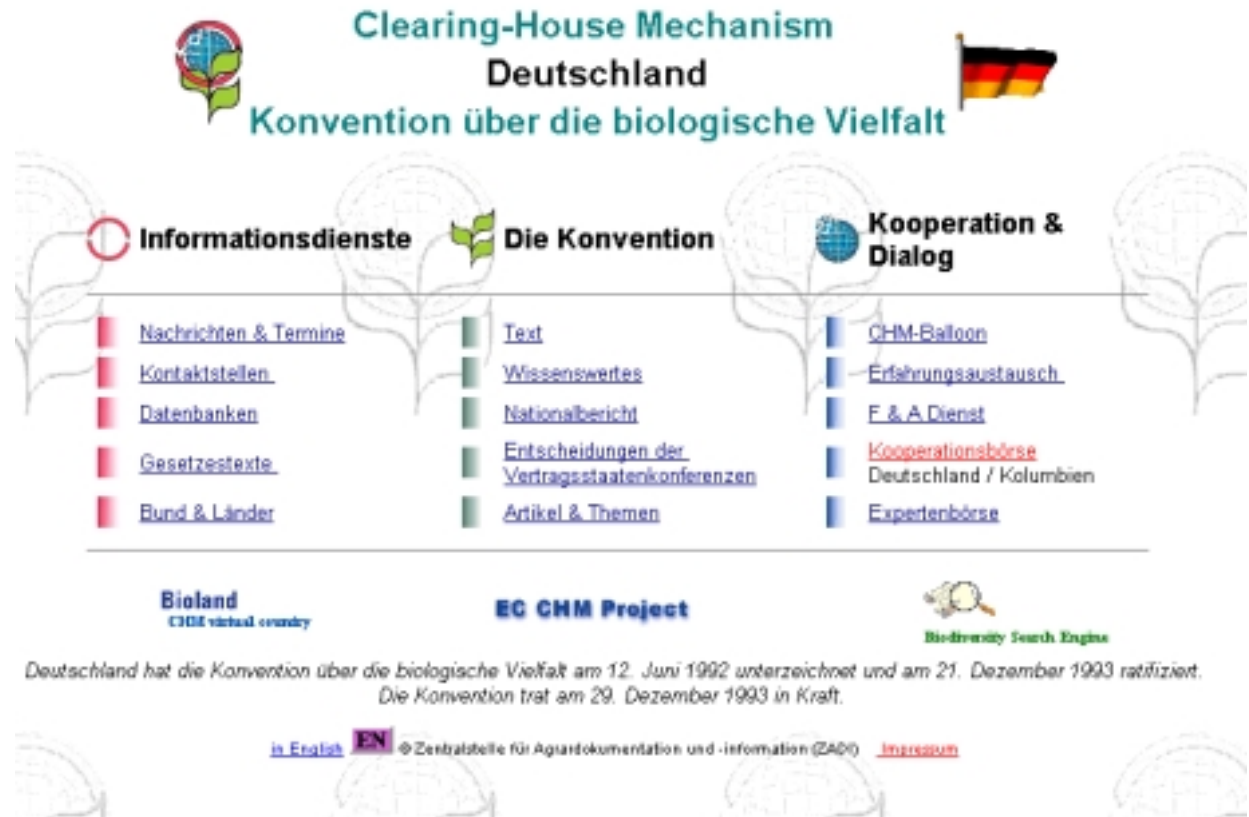 Clearing-House Mechanism
Deutschland
Konvention über die biologische Vielfalt
Informationsdienste
Nachrichten & Termine
Kontaktstellen
Datenbanken
Gesetzestexte
Bund & Länder
Die Konvention
Text
Wissenswertes
Nationalbericht
Entscheidungen der
Vertragsstaatenkonferenzen
Artikel & Themen
Kooperation &
Dialog
CHM-Balloon
Erfahrungsaustausch
F & A Dienst
Kooperationsbörse
Deutschland / Kolumbien
Expertenbörse
Bioland
CHM virtual country
EC CHM Project
Biodiversity Search Engine
Deutschland hat die Konvention über die biologische Vielfalt am 12. Juni 1992 unterzeichnet und am 21. Dezember 1993 ratifiziert.
Die Konvention trat am 29. Dezember 1993 in Kraft.
in English EN © Zentralstelle für Agrardokumentation und -information (ZADI) Impressum